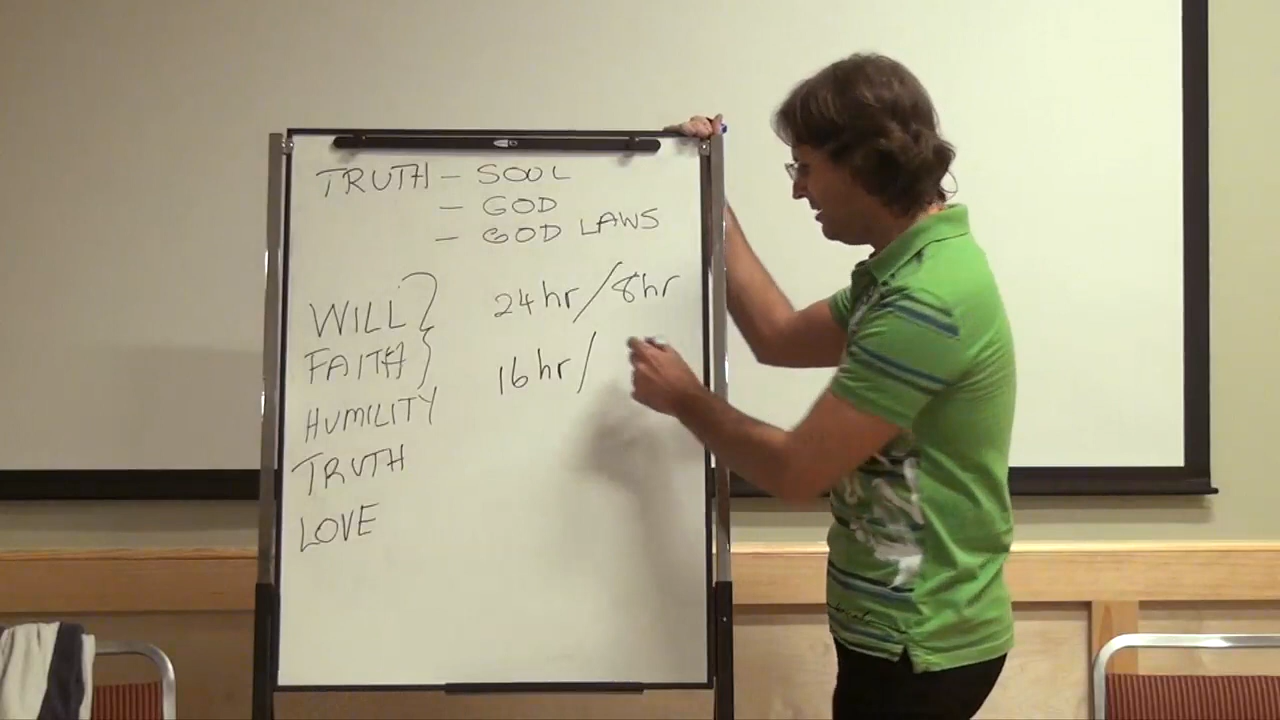 TRUTH - SOUL
- GOD
- GOD LAWS
WILL } 24hr/8hr
FAITH } 16hr/
HUMILITY
TRUTH
LOVE